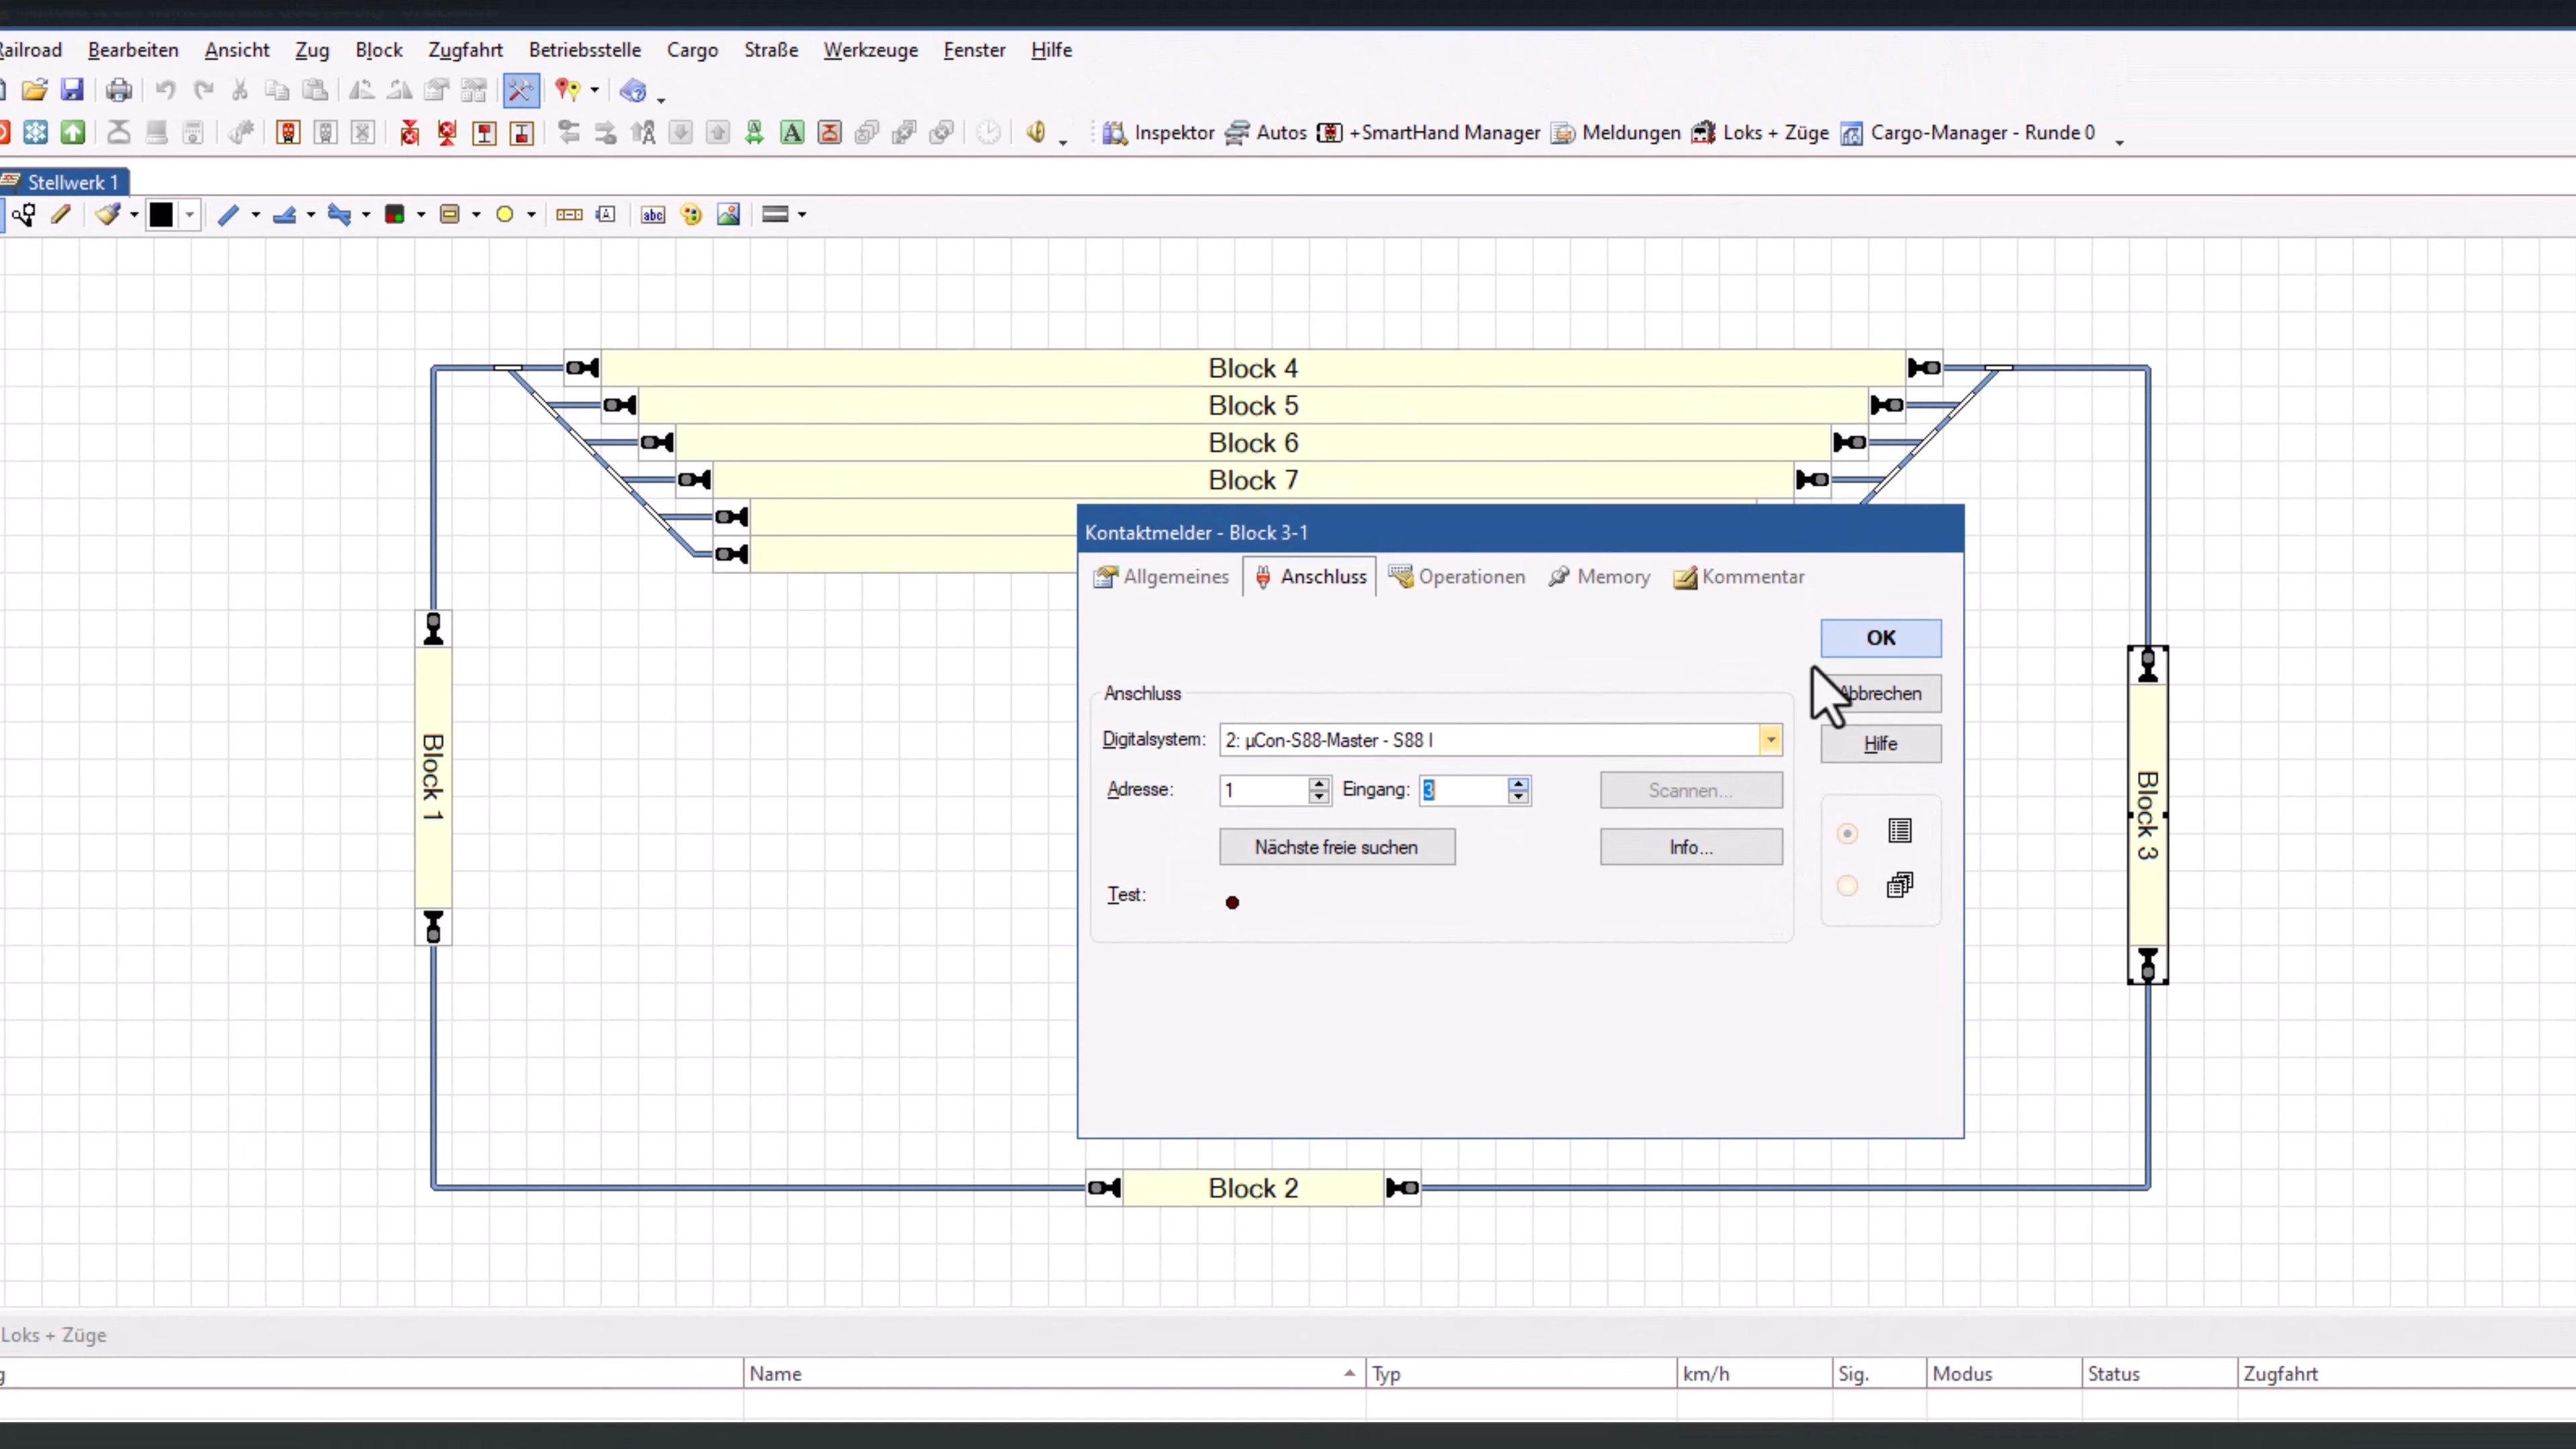 Railroad Bearbeiten Ansicht Zug Block Zugfahrt Betriebsstelle Cargo Straße Werkzeuge Fenster Hilfe
Inspektor Autos +SmartHand Manager Meldungen Loks + Züge Cargo-Manager - Runde 0
Stellwerk 1
abc
Block 4
Block 5
Block 6
Block 7
Kontaktmelder - Block 3-1
Allgemeines Anschluss Operationen Memory Kommentar
OK
Anschluss
Abbrechen
Digitalsystem: 2: µCon-S88-Master - S88 I
Hilfe
Adresse: 1 Eingang: 3 Scannen...
Nächste freie suchen Info...
Test:
Block 1
Block 3
Block 2
Loks + Züge
Name Typ km/h Sig. Modus Status Zugfahrt